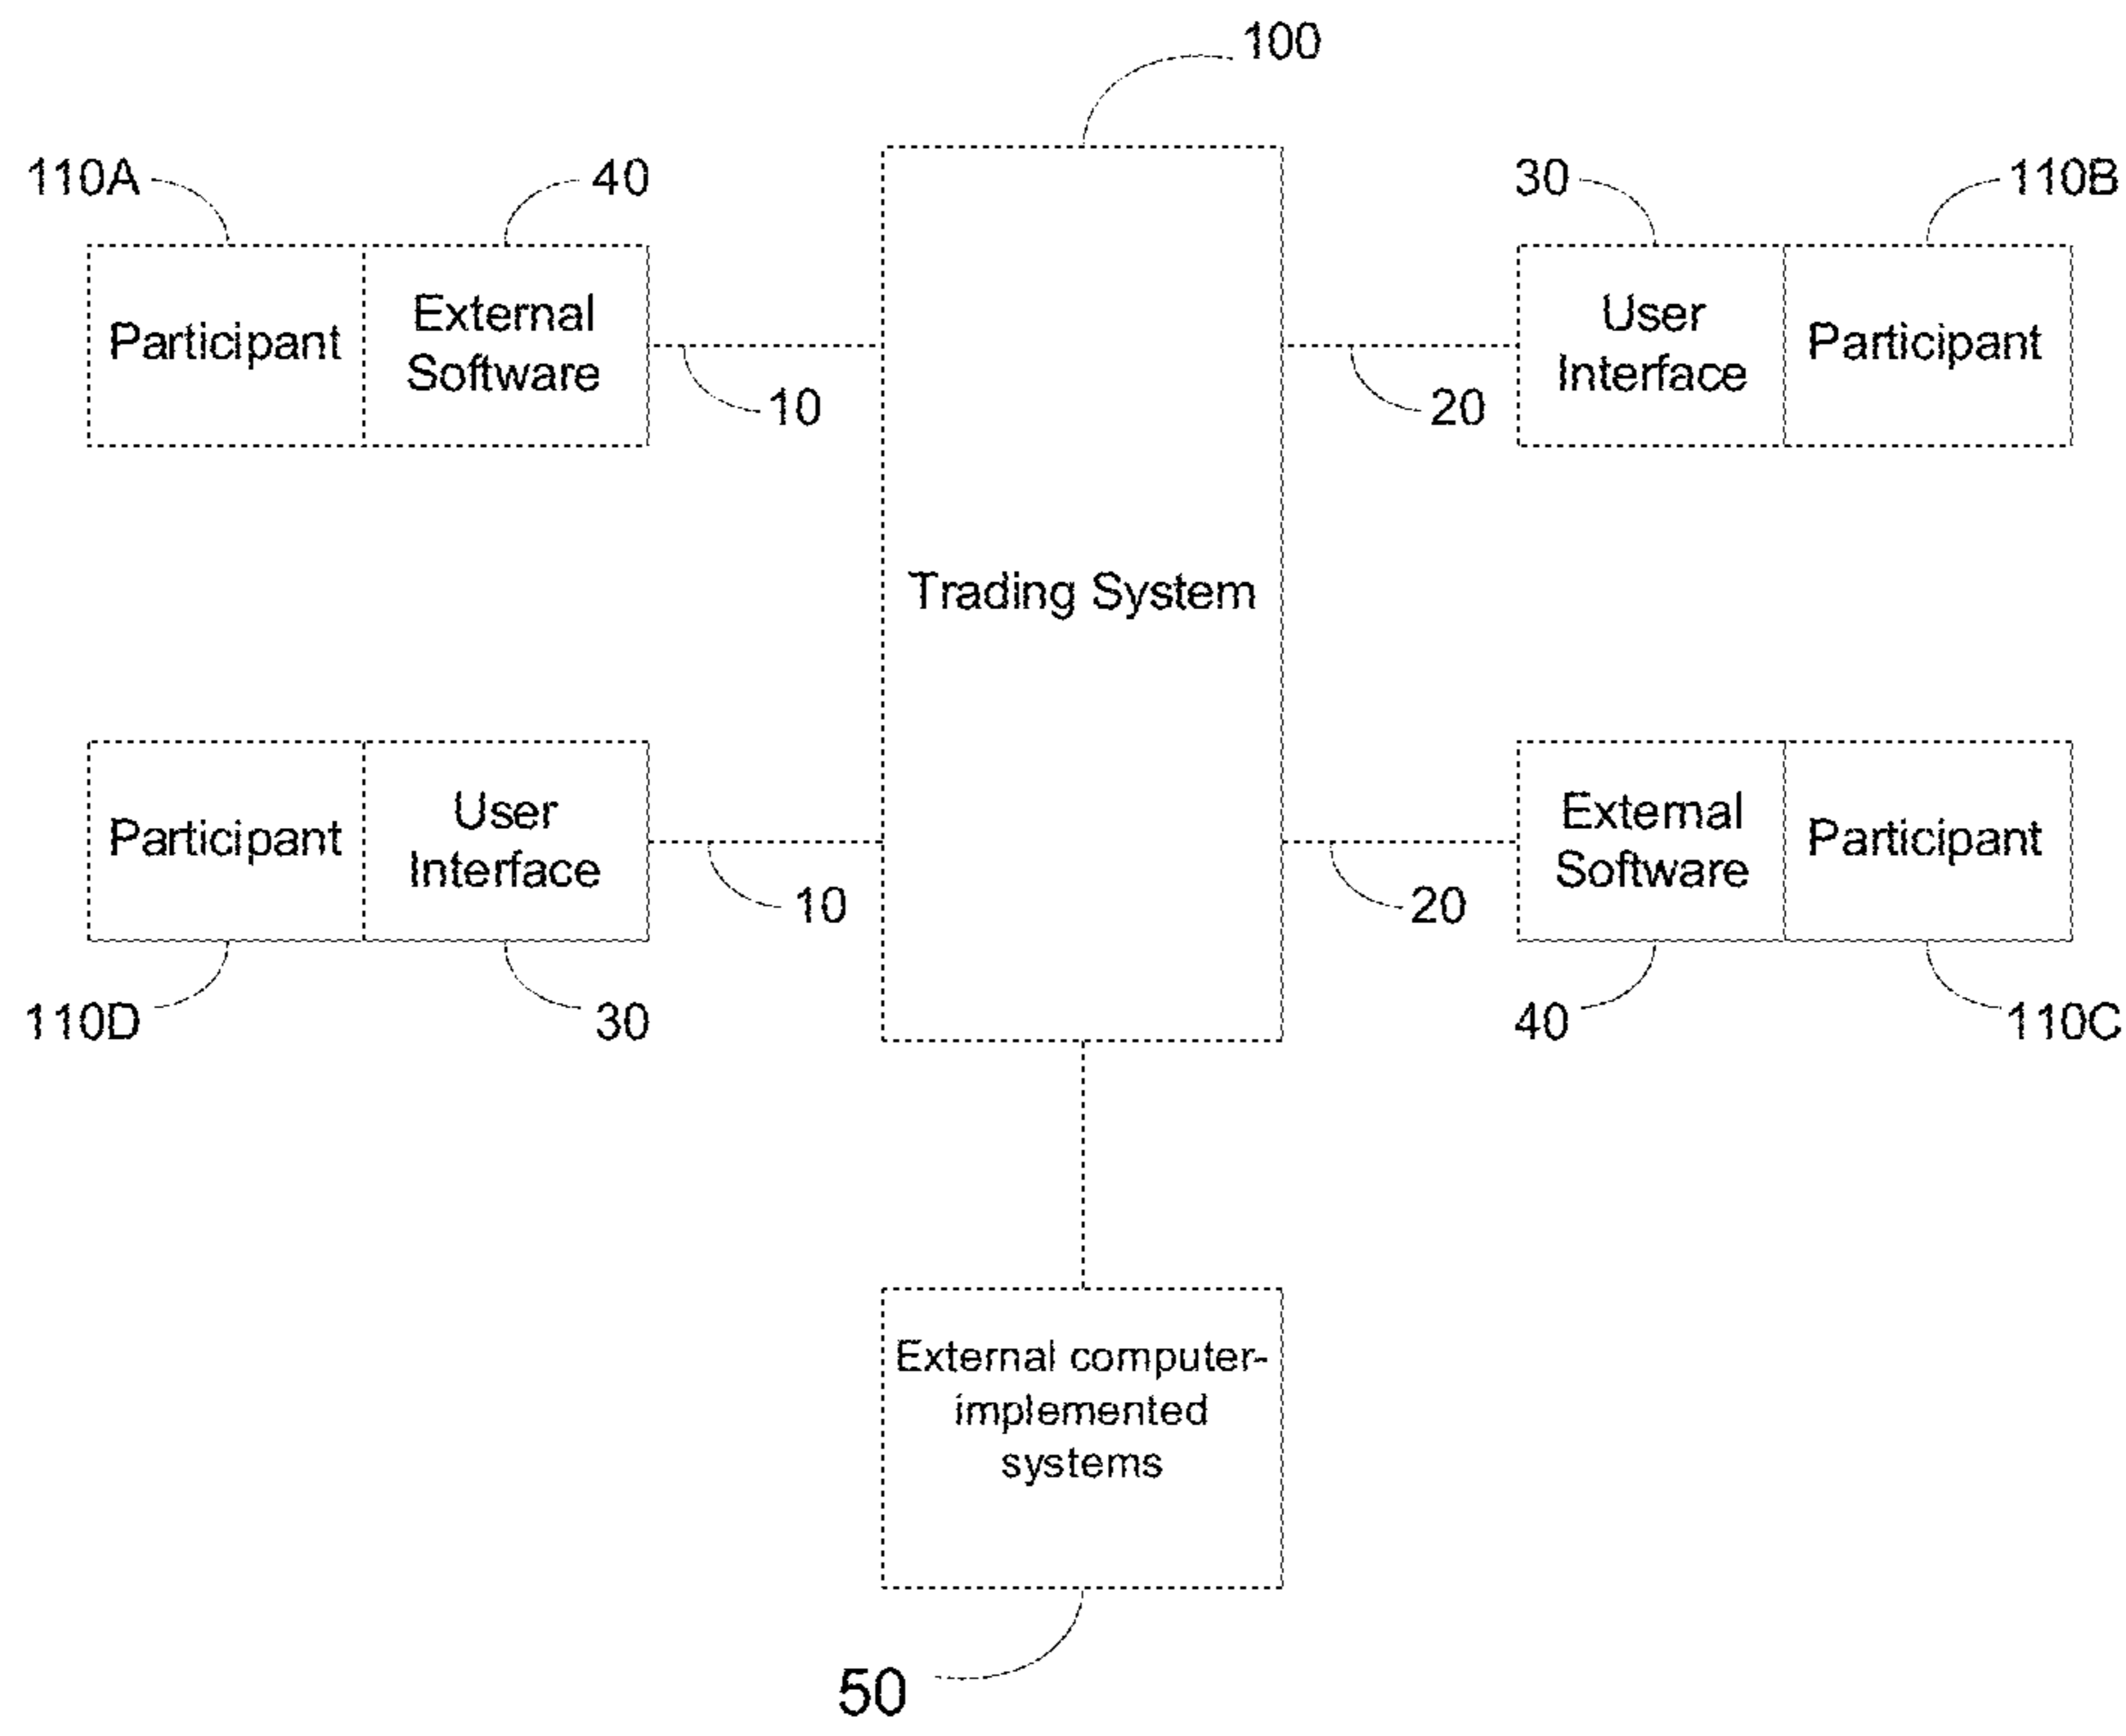 100
110A
40
30
110B
Participant
External
Software
User
Interface
Participant
10
20
Trading System
Participant
User
Interface
External
Software
Participant
10
20
110D
30
40
110C
External computer-
implemented
systems
50